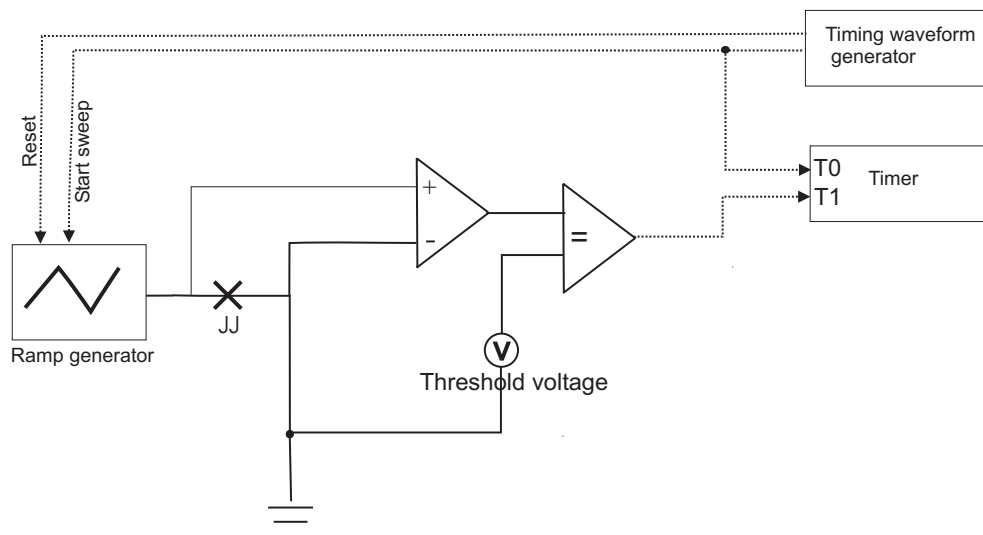 Timing waveform
generator
Reset
Start sweep
T0
Timer
T1
+
-
=
JJ
Ramp generator
V
Threshold voltage